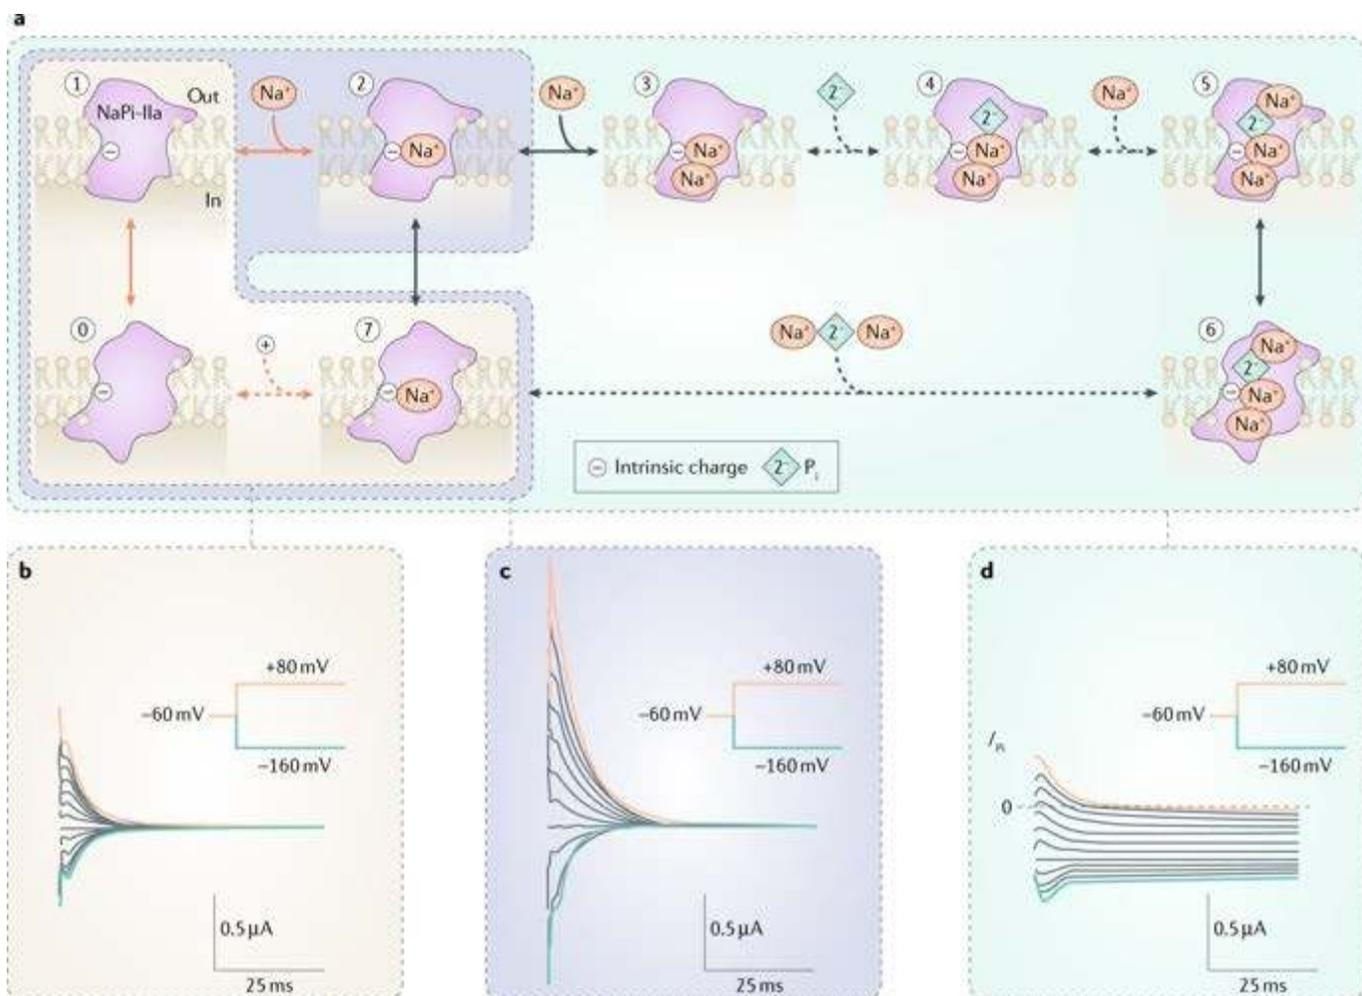 a
1
NaPi-IIa
Out
In
Na⁺
2
− Na⁺
Na⁺
3
− Na⁺
Na⁺
2⁻
4
2⁻
− Na⁺
Na⁺
Na⁺
5
Na⁺
2⁻
− Na⁺
Na⁺
0
−
+
7
− Na⁺
Na⁺ 2⁻ Na⁺
6
Na⁺
2⁻
− Na⁺
Na⁺
− Intrinsic charge 2⁻ Pᵢ
b
+80 mV
−60 mV
−160 mV
0.5 µA
25 ms
c
+80 mV
−60 mV
−160 mV
0.5 µA
25 ms
d
+80 mV
−60 mV
−160 mV
I Pi
0
0.5 µA
25 ms